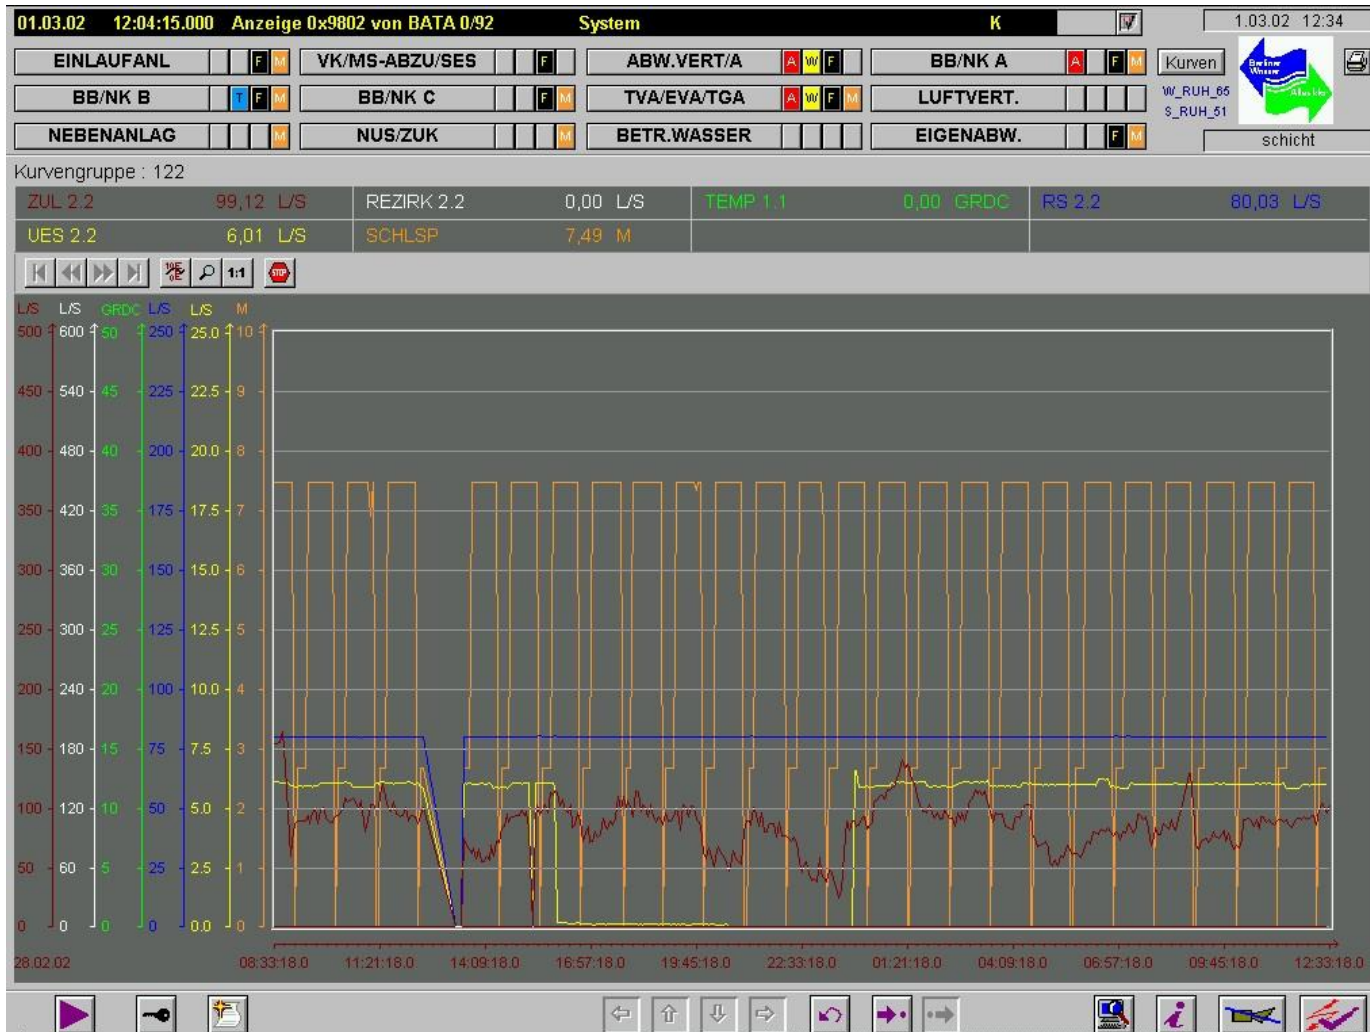 01.03.02 12:04:15.000 Anzeige 0x9802 von BATA 0/92 System K 1.03.02 12:34
EINLAUFANL F M VK/MS-ABZU/SES F ABW.VERT/A A W F BB/NK A A F M Kurven Berliner Wasser
BB/NK B T F M BB/NK C F M TVA/EVA/TGA A W F M LUFTVERT. W_RUH_65
S_RUH_51
NEBENANLAG M NUS/ZUK M BETR.WASSER EIGENABW. F M schicht
Kurvengruppe : 122
ZUL 2.2 99,12 L/S REZIRK 2.2 0,00 L/S TEMP 1.1 0,00 GRDC RS 2.2 80,03 L/S
UES 2.2 6,01 L/S SCHLSP 7,49 M
1:1 STOP
L/S L/S GRDC L/S L/S M
500 600 50 250 25.0 10
450 540 45 225 22.5 9
400 480 40 200 20.0 8
350 420 35 175 17.5 7
300 360 30 150 15.0 6
250 300 25 125 12.5 5
200 240 20 100 10.0 4
150 180 15 75 7.5 3
100 120 10 50 5.0 2
50 60 5 25 2.5 1
0 0 0 0 0.0 0
28.02.02 08:33:18.0 11:21:18.0 14:09:18.0 16:57:18.0 19:45:18.0 22:33:18.0 01:21:18.0 04:09:18.0 06:57:18.0 09:45:18.0 12:33:18.0